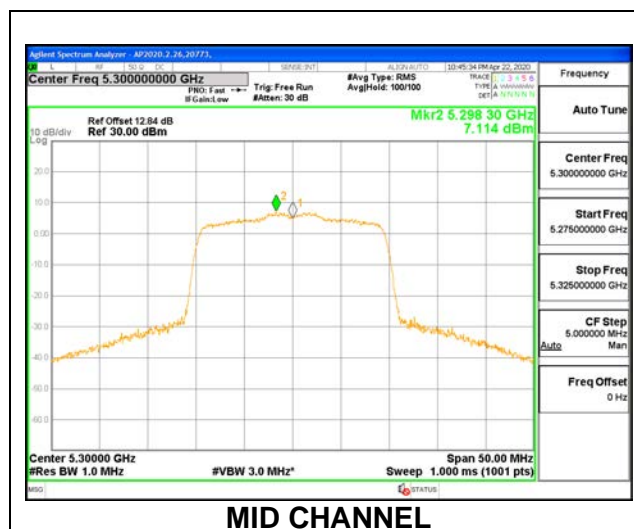 Agilent Spectrum Analyzer - AP2020.2.26,20773,
L RF 50 Ω DC SENSE:INT ALIGN AUTO 10:45:34 PM Apr 22, 2020
Center Freq 5.300000000 GHz
PNO: Fast
IFGain:Low
Trig: Free Run
#Atten: 30 dB
#Avg Type: RMS
Avg|Hold: 100/100
TRACE 1 2 3 4 5 6
TYPE A WWWWW
DET A N N N N N
Frequency
Ref Offset 12.84 dB
10 dB/div Ref 30.00 dBm
Log
Mkr2 5.298 30 GHz
7.114 dBm
20.0
10.0
0.00
-10.0
-20.0
-30.0
-40.0
-50.0
-60.0
2
1
Center 5.30000 GHz
Span 50.00 MHz
#Res BW 1.0 MHz
#VBW 3.0 MHz*
Sweep 1.000 ms (1001 pts)
Auto Tune
Center Freq
5.300000000 GHz
Start Freq
5.275000000 GHz
Stop Freq
5.325000000 GHz
CF Step
5.000000 MHz
Auto Man
Freq Offset
0 Hz
MSG
STATUS
MID CHANNEL